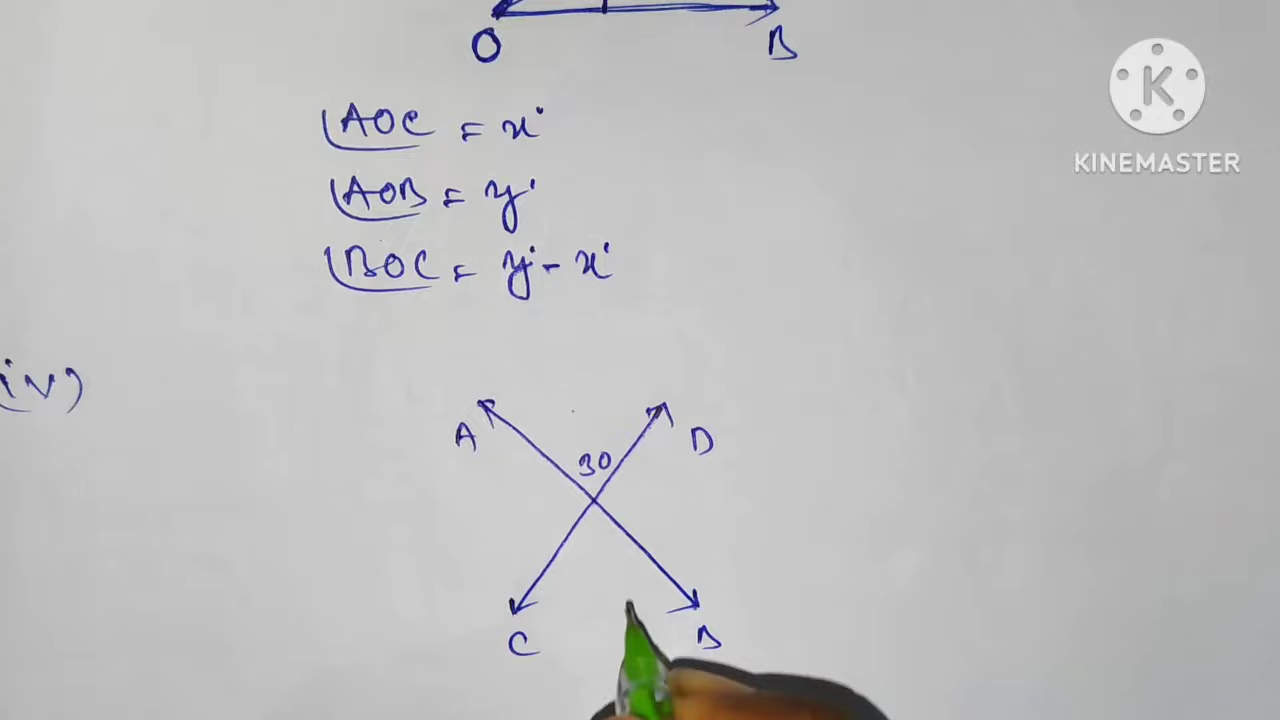 O B
∠AOC = x°
∠AOB = y°
∠BOC = y° - x°
(iv)
A D
30
C B
K
KINEMASTER